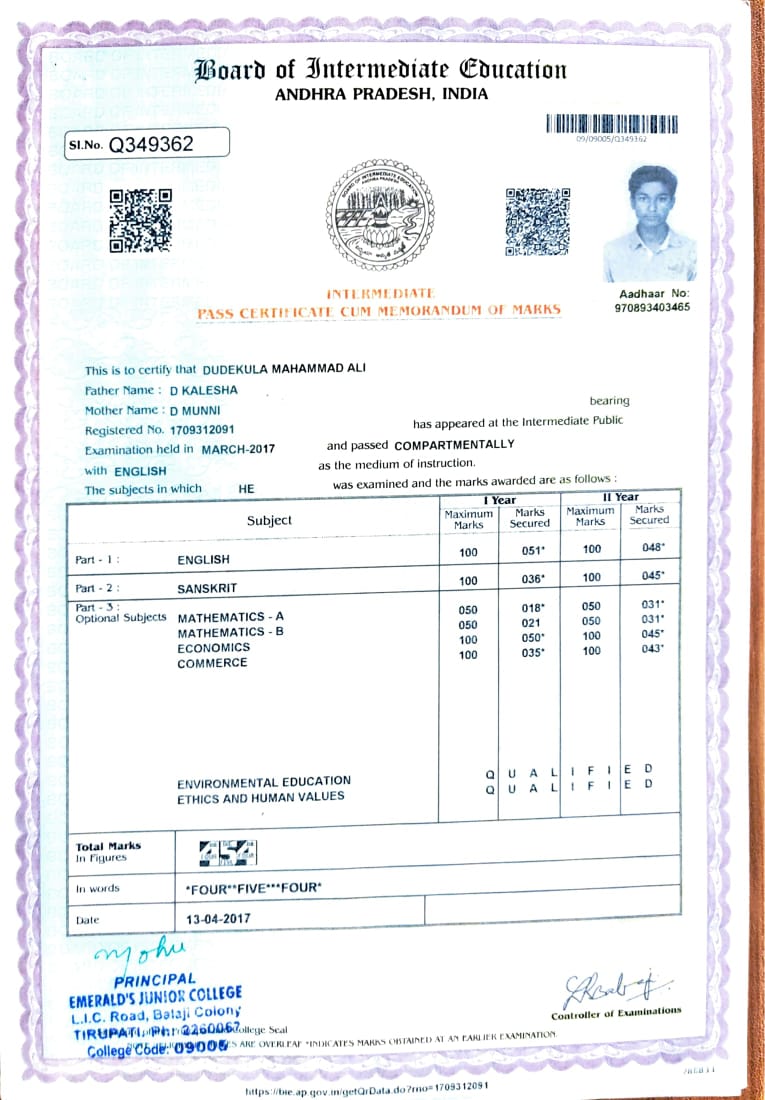 Board of Intermediate Education
ANDHRA PRADESH, INDIA
09/09005/Q349362
Sl.No. Q349362
BOARD OF INTERMEDIATE EDUCATION
ANDHRA PRADESH
Aadhaar No:
970893403465
INTERMEDIATE
PASS CERTIFICATE CUM MEMORANDUM OF MARKS
This is to certify that DUDEKULA MAHAMMAD ALI
Father Name : D KALESHA
Mother Name : D MUNNI bearing
Registered No. 1709312091 has appeared at the Intermediate Public
Examination held in MARCH-2017 and passed COMPARTMENTALLY
with ENGLISH as the medium of instruction.
The subjects in which HE was examined and the marks awarded are as follows :
Subject I Year II Year
Maximum Marks Marks Secured Maximum Marks Marks Secured
Part - 1 : ENGLISH 100 051* 100 048*
Part - 2 : SANSKRIT 100 036* 100 045*
Part - 3 :
Optional Subjects MATHEMATICS - A 050 018* 050 031*
MATHEMATICS - B 050 021 050 031*
ECONOMICS 100 050* 100 045*
COMMERCE 100 035* 100 043*
ENVIRONMENTAL EDUCATION Q U A L I F I E D
ETHICS AND HUMAN VALUES Q U A L I F I E D
Total Marks
In Figures 454
In words *FOUR**FIVE***FOUR*
Date 13-04-2017
PRINCIPAL
EMERALD'S JUNIOR COLLEGE
L.I.C. Road, Balaji Colony
TIRUPATI, Ph: 2260067 College Seal
College Code: 09005 ES ARE OVERLEAF *INDICATES MARKS OBTAINED AT AN EARLIER EXAMINATION.
Controller of Examinations
https://bie.ap.gov.in/getQrData.do?rno=1709312091